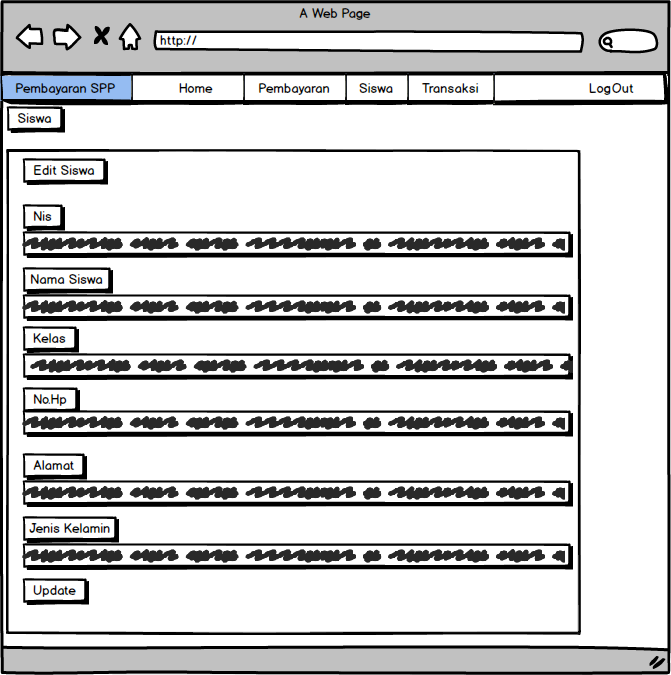 A Web Page
http://
Pembayaran SPP Home Pembayaran Siswa Transaksi LogOut
Siswa
Edit Siswa
Nis
Nama Siswa
Kelas
No.Hp
Alamat
Jenis Kelamin
Update